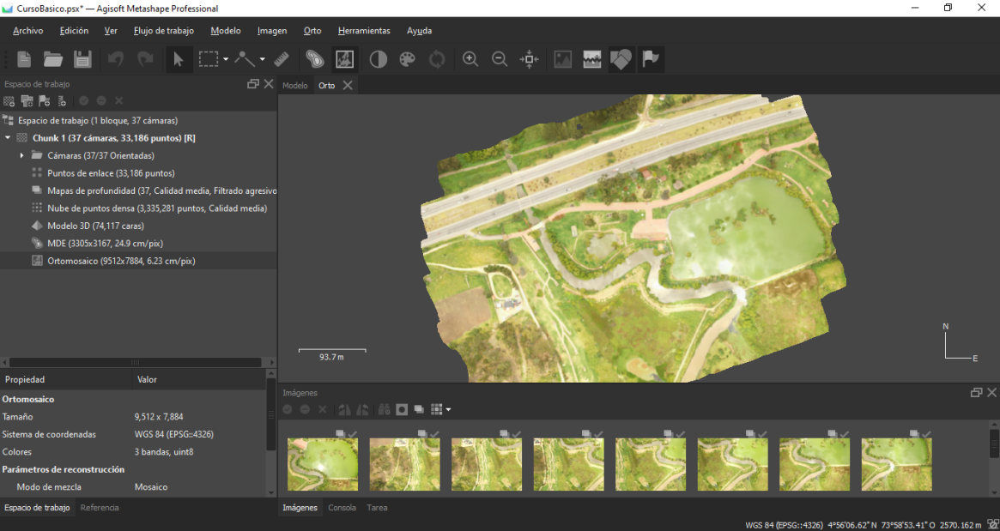 CursoBasico.psx* — Agisoft Metashape Professional
Archivo Edición Ver Flujo de trabajo Modelo Imagen Orto Herramientas Ayuda
Espacio de trabajo
Modelo Orto
Espacio de trabajo (1 bloque, 37 cámaras)
Chunk 1 (37 cámaras, 33,186 puntos) [R]
Cámaras (37/37 Orientadas)
Puntos de enlace (33,186 puntos)
Mapas de profundidad (37, Calidad media, Filtrado agresivo
Nube de puntos densa (3,335,281 puntos, Calidad media)
Modelo 3D (74,117 caras)
MDE (3305x3167, 24.9 cm/pix)
Ortomosaico (9512x7884, 6.23 cm/pix)
93.7 m
N
E
Propiedad Valor
Ortomosaico
Tamaño 9,512 x 7,884
Sistema de coordenadas WGS 84 (EPSG::4326)
Colores 3 bandas, uint8
Parámetros de reconstrucción
Modo de mezcla Mosaico
Espacio de trabajo Referencia
Imágenes
Imágenes Consola Tarea
WGS 84 (EPSG::4326) 4°56'06.62" N 73°58'53.41" O 2570.162 m